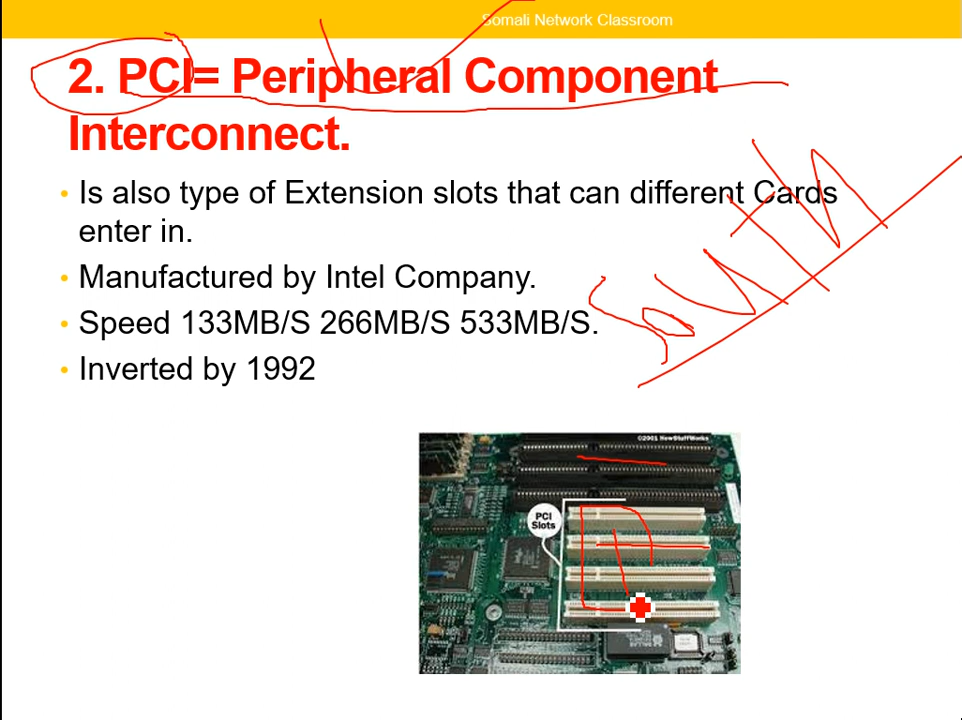 Somali Network Classroom
2. PCI= Peripheral Component
Interconnect.
• Is also type of Extension slots that can different Cards
enter in.
• Manufactured by Intel Company.
• Speed 133MB/S 266MB/S 533MB/S.
• Inverted by 1992
©2001 HowStuffWorks
PCI
Slots